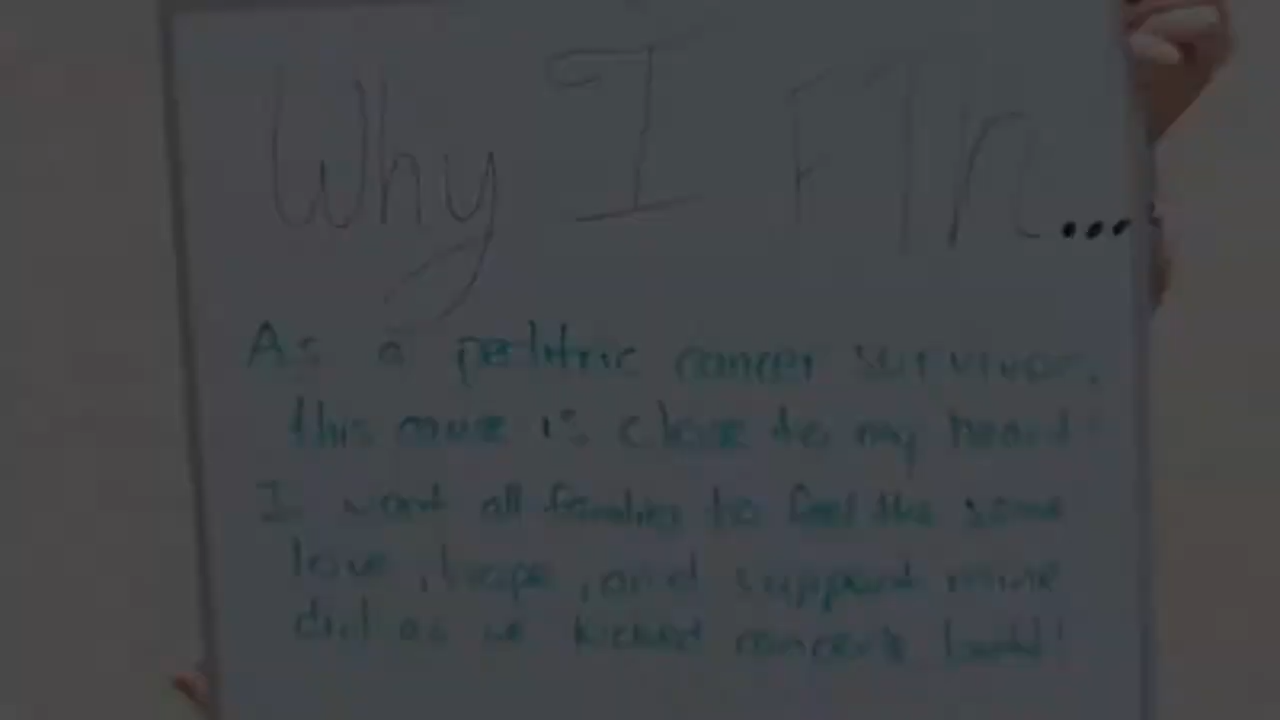 Why I FTK...
As a pediatric cancer survivor,
this cause is close to my heart
I want all families to feel the same
love, hope, and support mine
did as we kicked cancer's butt!